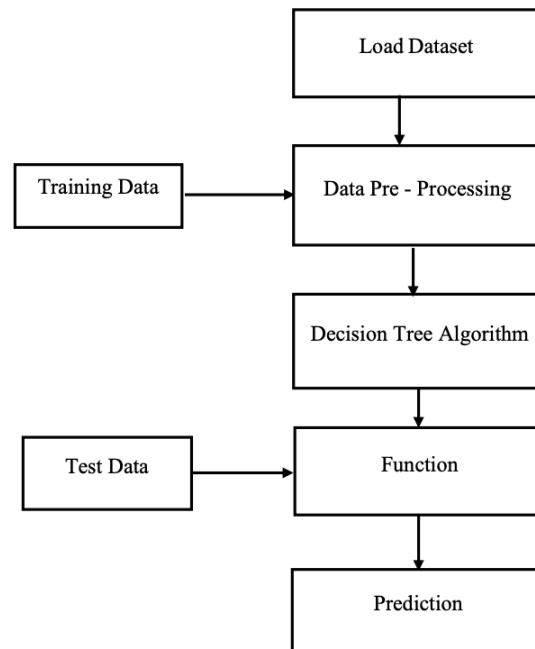 Load Dataset
Training Data
Data Pre - Processing
Decision Tree Algorithm
Test Data
Function
Prediction